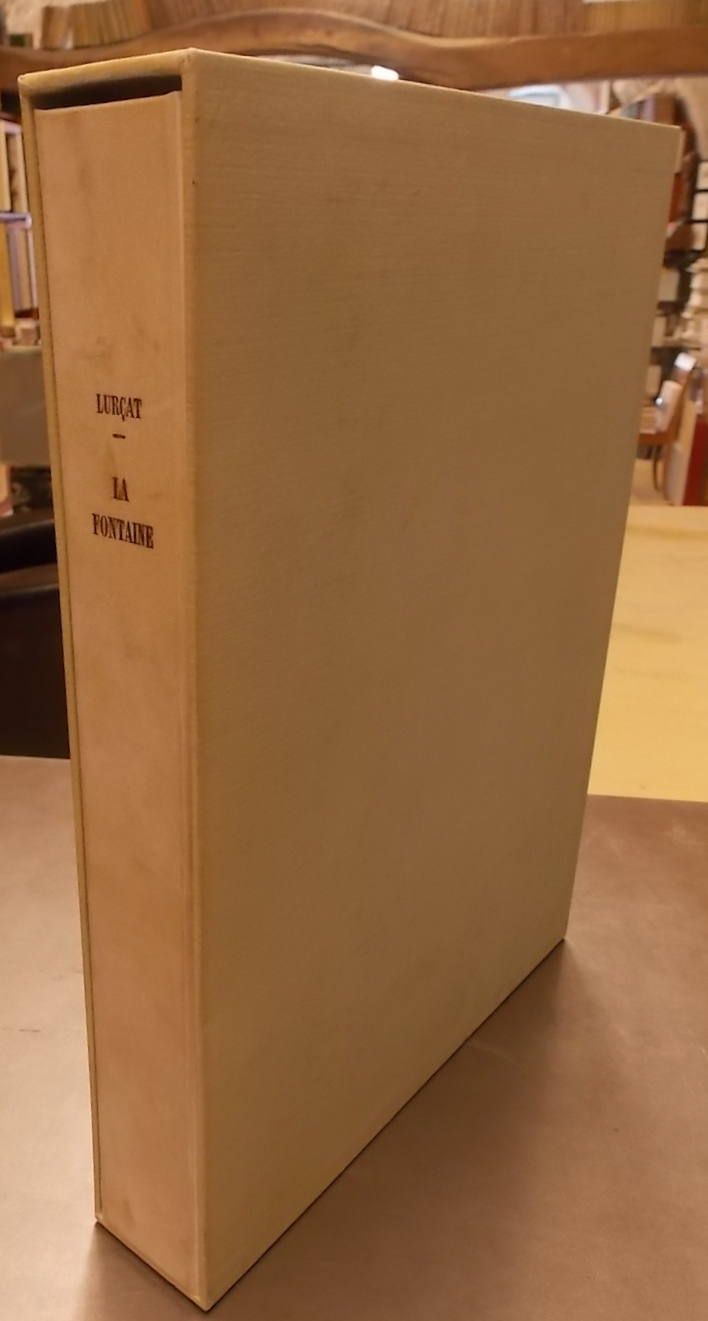 LURÇAT
—
LA
FONTAINE